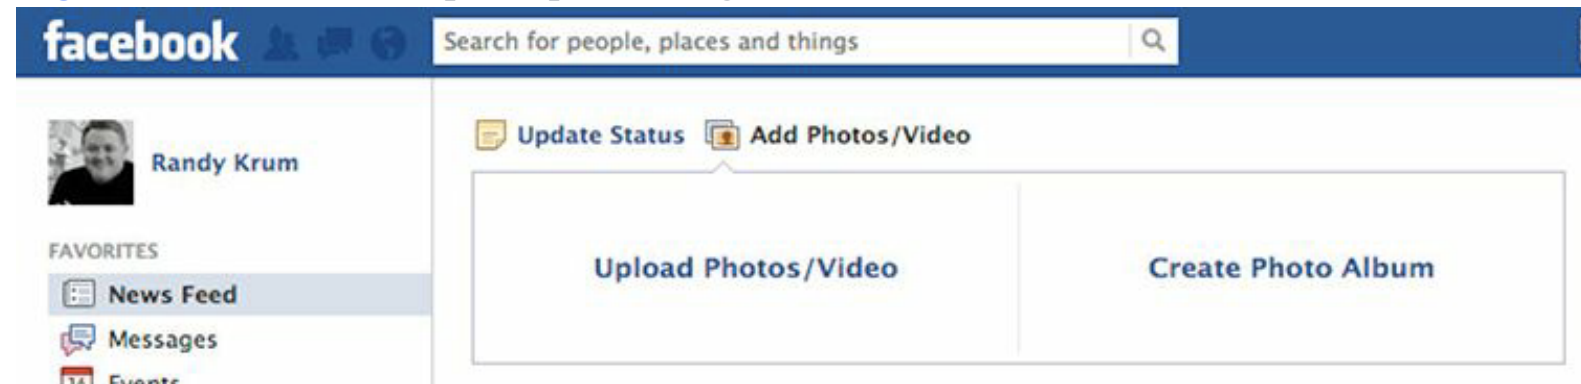 facebook
Search for people, places and things
Randy Krum
Update Status
Add Photos/Video
Upload Photos/Video
Create Photo Album
FAVORITES
News Feed
Messages
Events